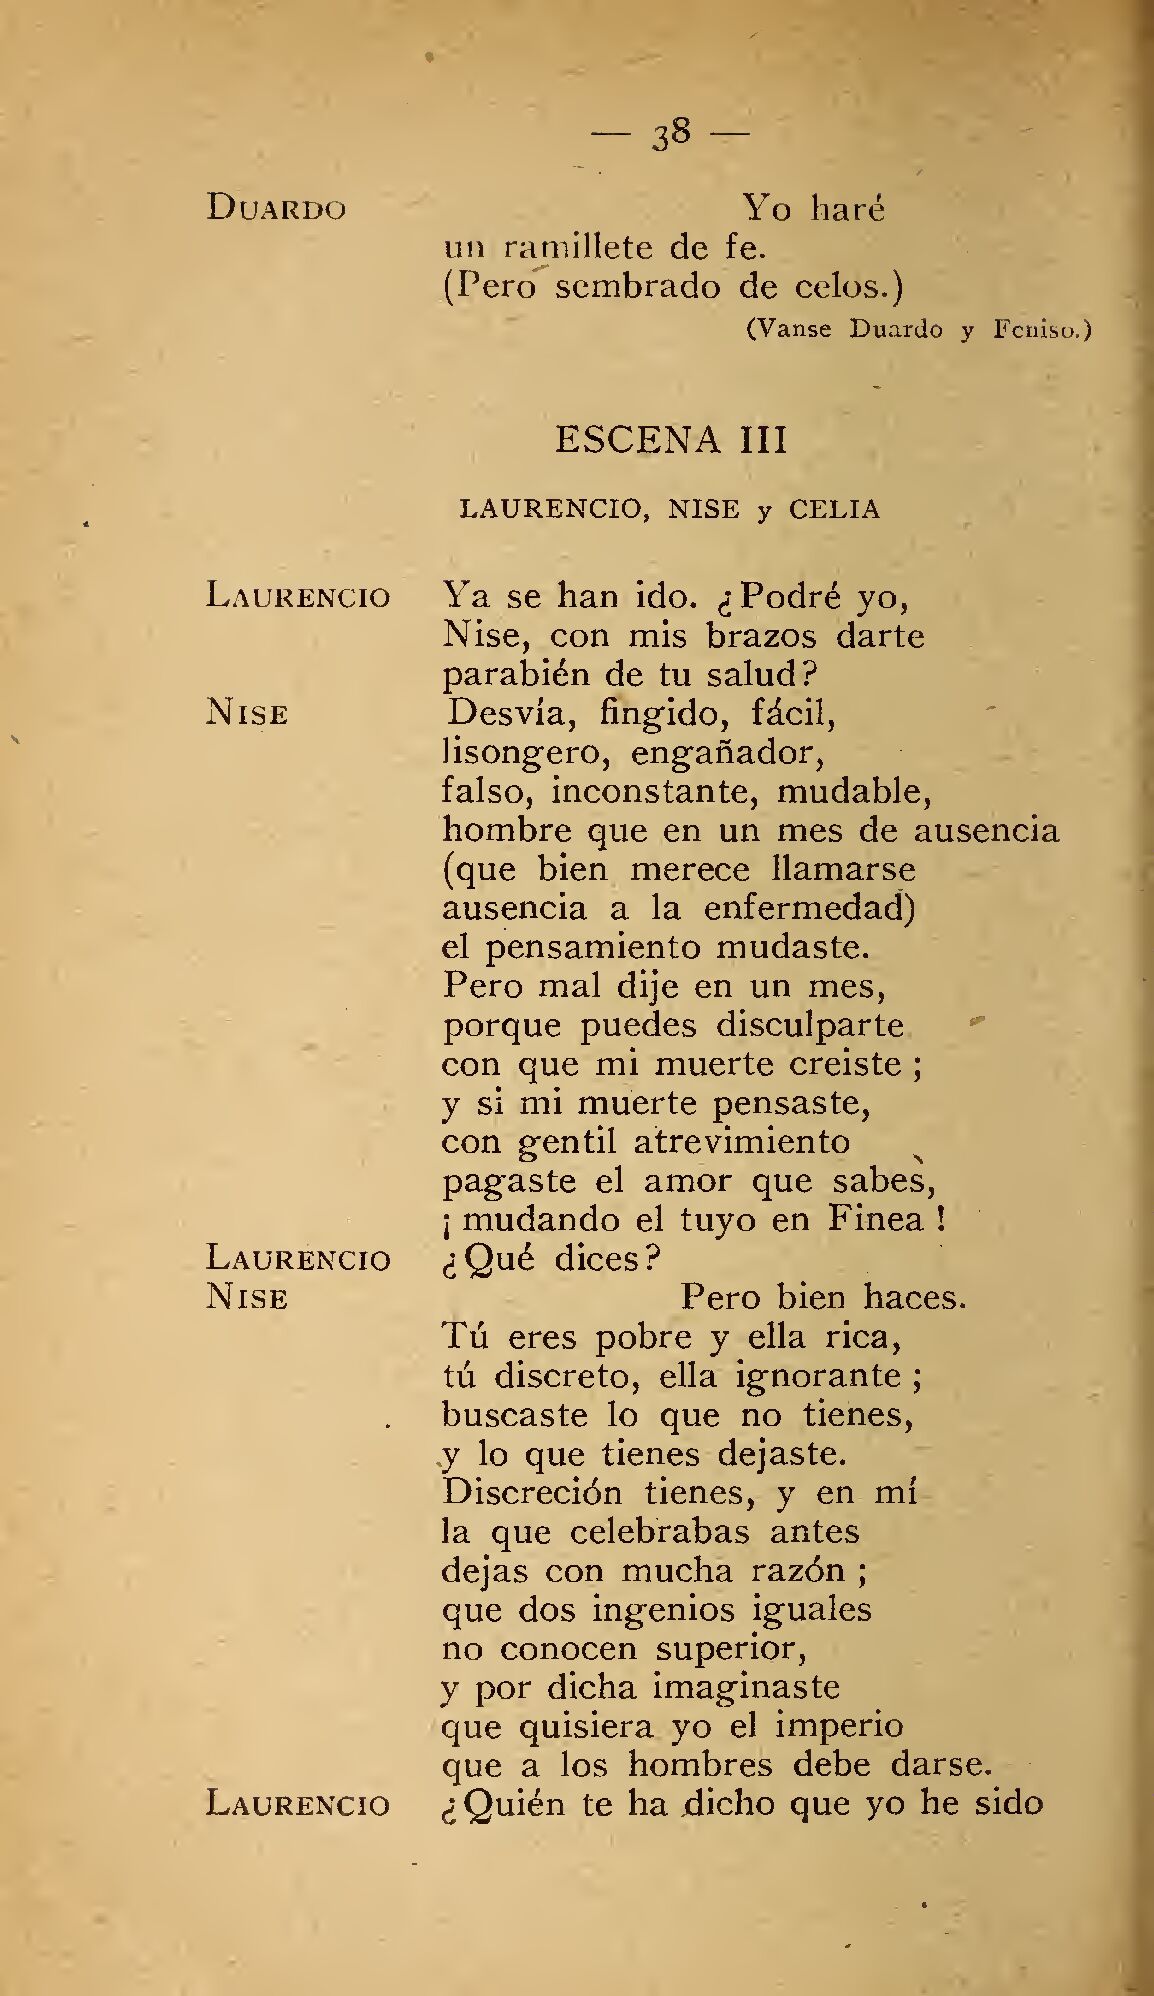 — 38 —
DUARDO Yo haré
un ramillete de fe.
(Pero sembrado de celos.)
(Vanse Duardo y Feniso.)
ESCENA III
LAURENCIO, NISE y CELIA
LAURENCIO Ya se han ido. ¿Podré yo,
Nise, con mis brazos darte
parabién de tu salud?
NISE Desvía, fingido, fácil,
lisongero, engañador,
falso, inconstante, mudable,
hombre que en un mes de ausencia
(que bien merece llamarse
ausencia a la enfermedad)
el pensamiento mudaste.
Pero mal dije en un mes,
porque puedes disculparte
con que mi muerte creiste ;
y si mi muerte pensaste,
con gentil atrevimiento
pagaste el amor que sabes,
¡ mudando el tuyo en Finea !
LAURENCIO ¿Qué dices?
NISE Pero bien haces.
Tú eres pobre y ella rica,
tú discreto, ella ignorante ;
buscaste lo que no tienes,
y lo que tienes dejaste.
Discreción tienes, y en mí
la que celebrabas antes
dejas con mucha razón ;
que dos ingenios iguales
no conocen superior,
y por dicha imaginaste
que quisiera yo el imperio
que a los hombres debe darse.
LAURENCIO ¿Quién te ha dicho que yo he sido